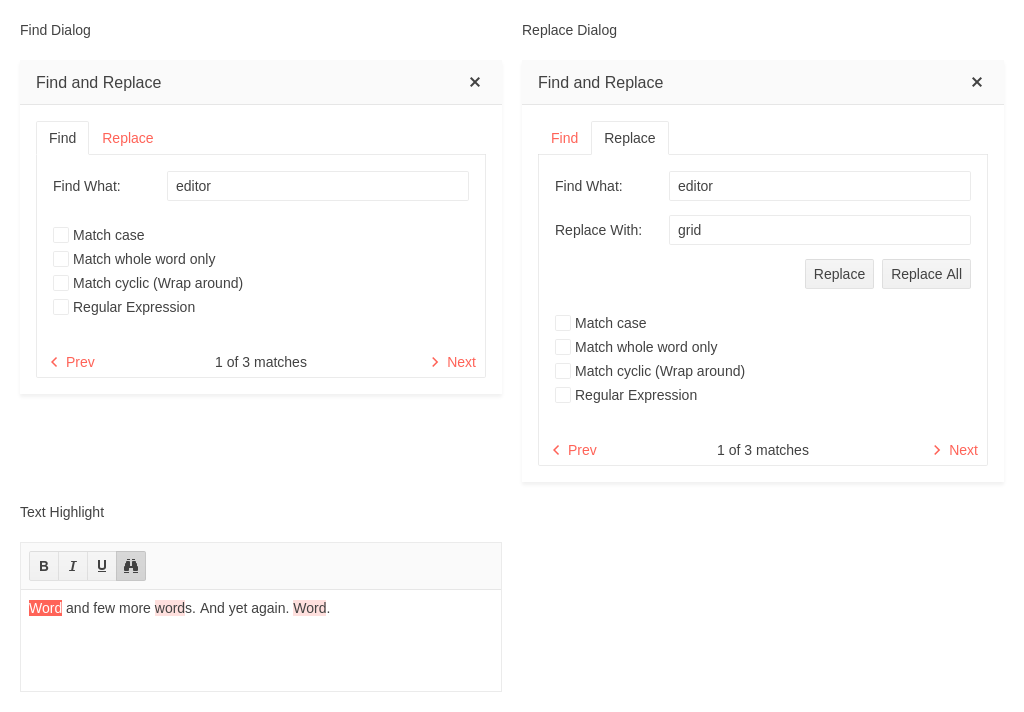 Find Dialog
Find and Replace
Find Replace
Find What: editor
Match case
Match whole word only
Match cyclic (Wrap around)
Regular Expression
Prev 1 of 3 matches Next
Replace Dialog
Find and Replace
Find Replace
Find What: editor
Replace With: grid
Replace Replace All
Match case
Match whole word only
Match cyclic (Wrap around)
Regular Expression
Prev 1 of 3 matches Next
Text Highlight
B I U
Word and few more words. And yet again. Word.